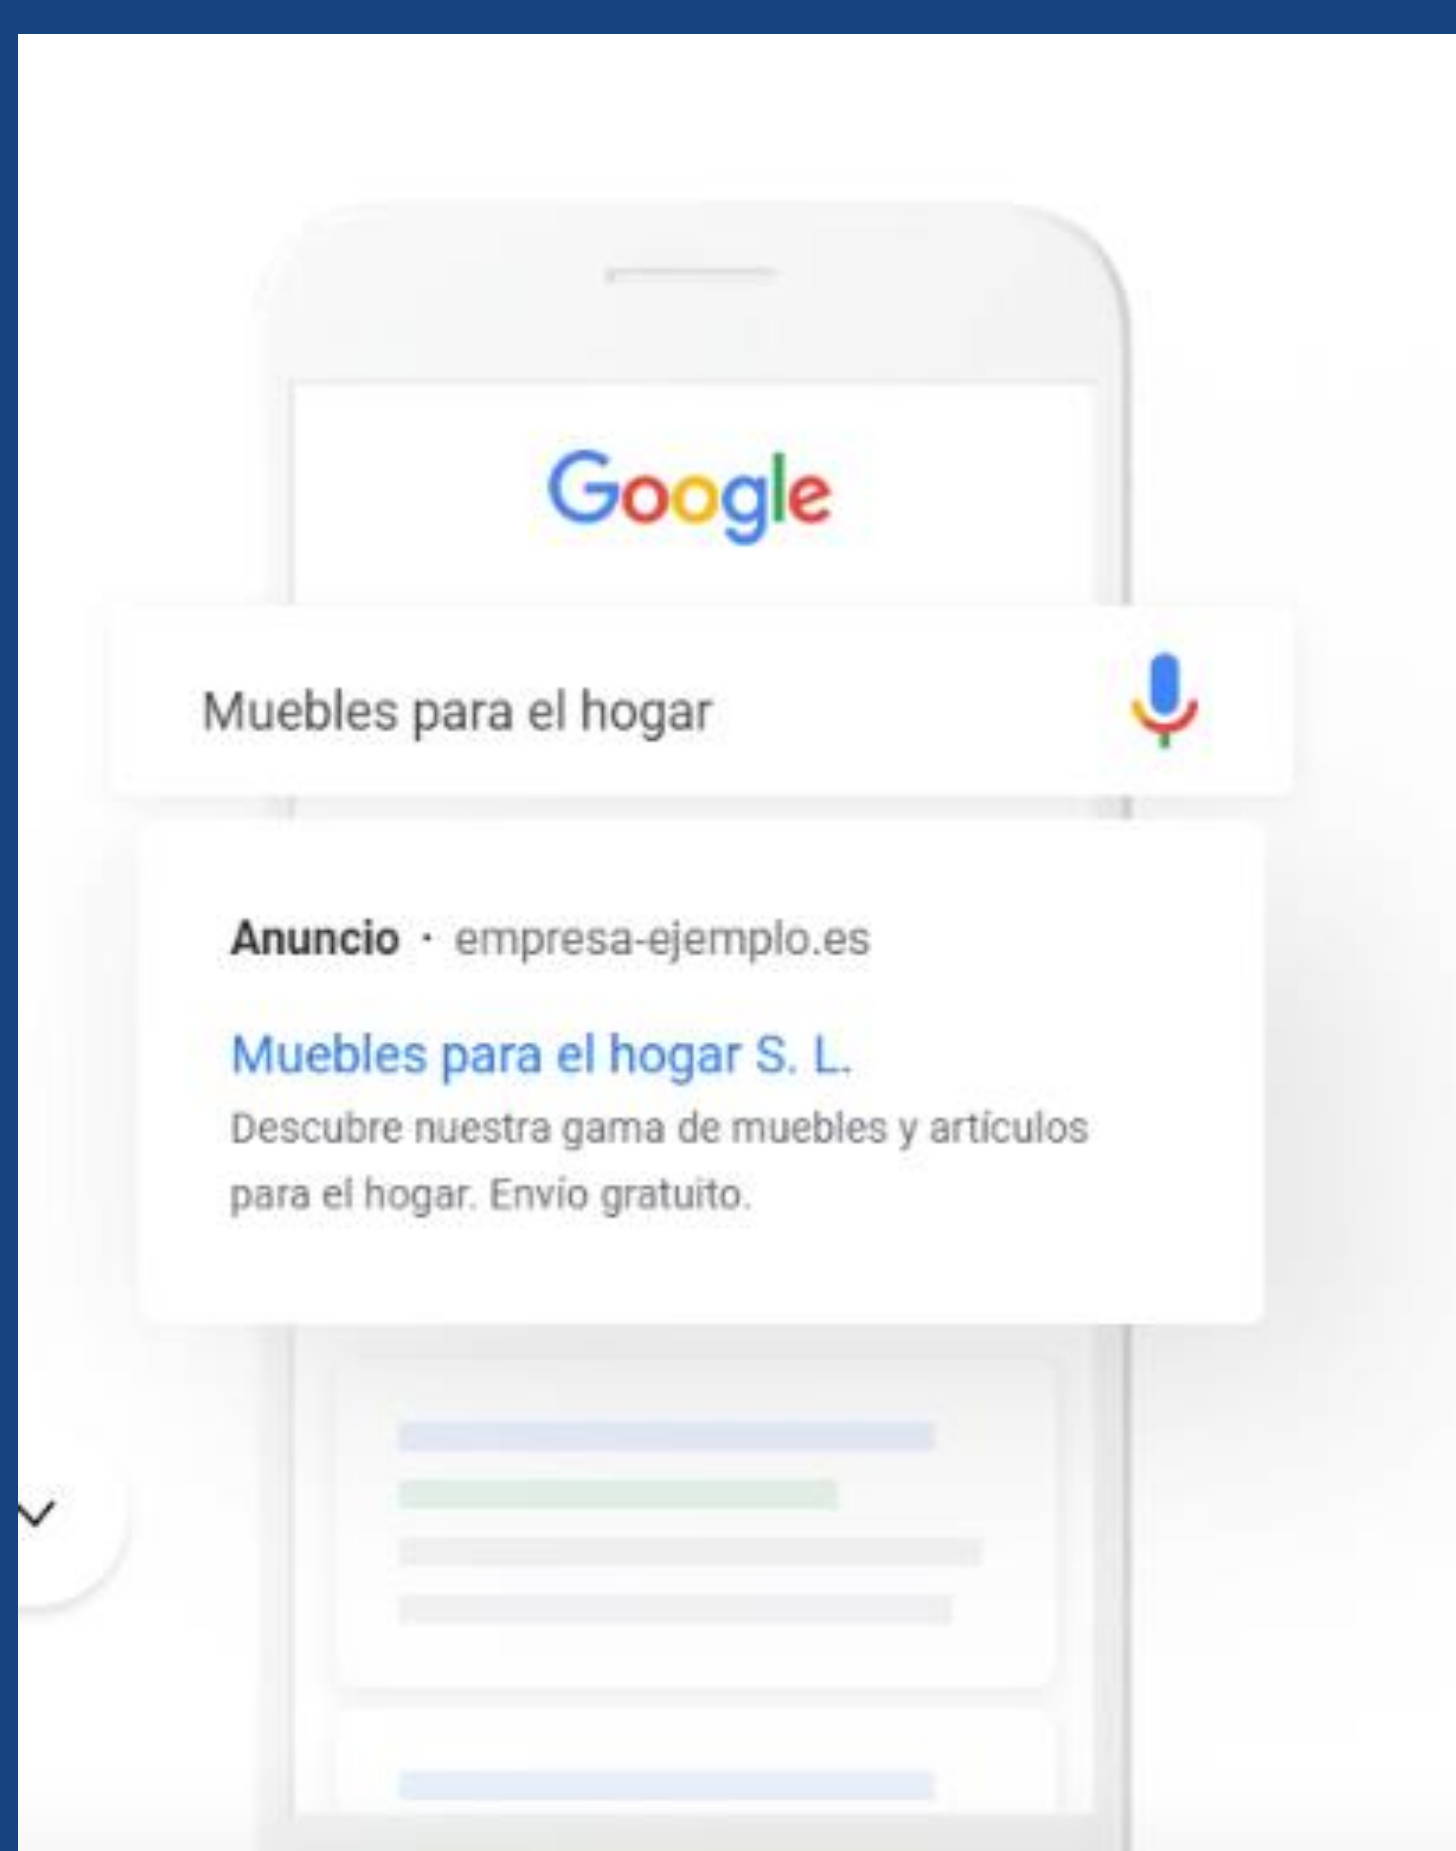 Google
Muebles para el hogar
Anuncio · empresa-ejemplo.es
Muebles para el hogar S. L.
Descubre nuestra gama de muebles y artículos
para el hogar. Envío gratuito.